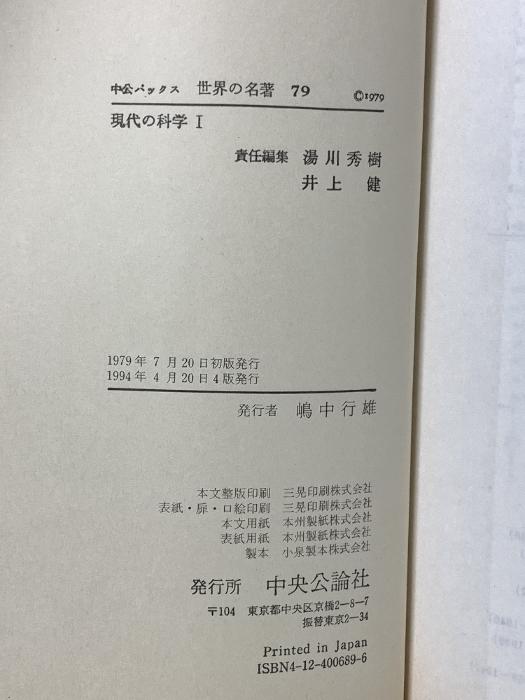 中公バックス 世界の名著 79 ©1979
現代の科学 I
責任編集 湯川秀樹
井上 健
1979年 7月20日初版発行
1994年 4月20日4版発行
発行者 嶋中行雄
本文整版印刷 三晃印刷株式会社
表紙・扉・口絵印刷 三晃印刷株式会社
本文用紙 本州製紙株式会社
表紙用紙 本州製紙株式会社
製本 小泉製本株式会社
発行所 中央公論社
〒104 東京都中央区京橋2-8-7
振替東京2-34
Printed in Japan
ISBN4-12-400689-6